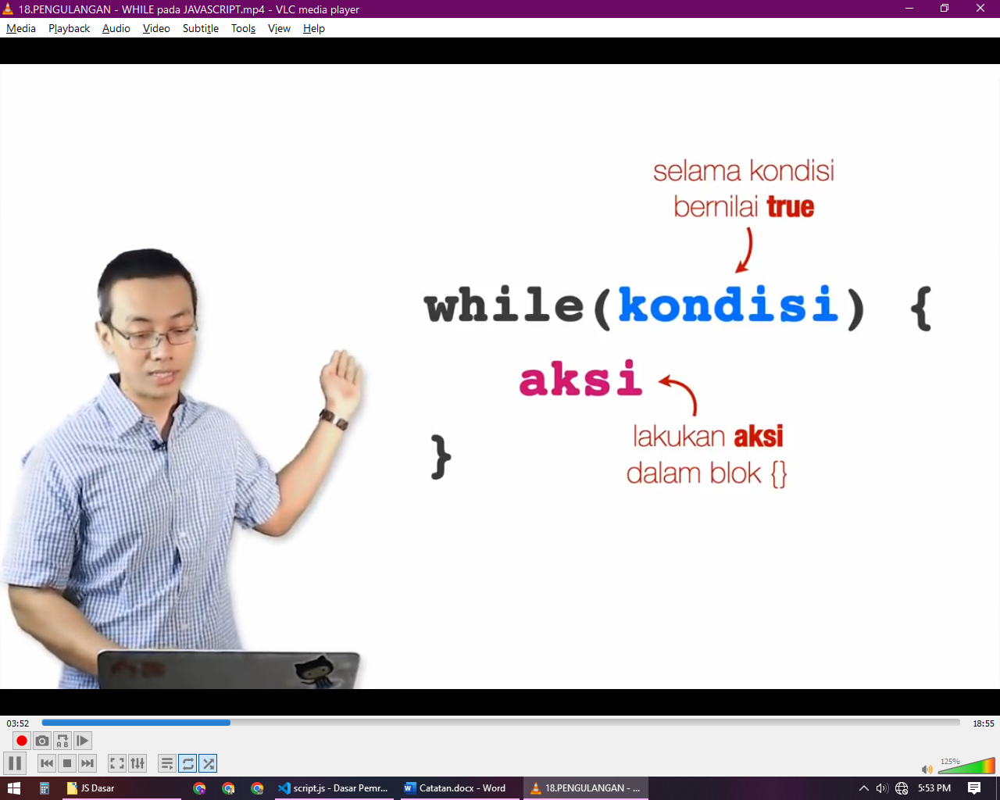 18.PENGULANGAN - WHILE pada JAVASCRIPT.mp4 - VLC media player
Media Playback Audio Video Subtitle Tools View Help
selama kondisi
bernilai true
while(kondisi) {
aksi
lakukan aksi
dalam blok {}
}
03:52
18:55
A B
125%
JS Dasar
script.js - Dasar Pemr...
Catatan.docx - Word
18.PENGULANGAN - ...
5:53 PM